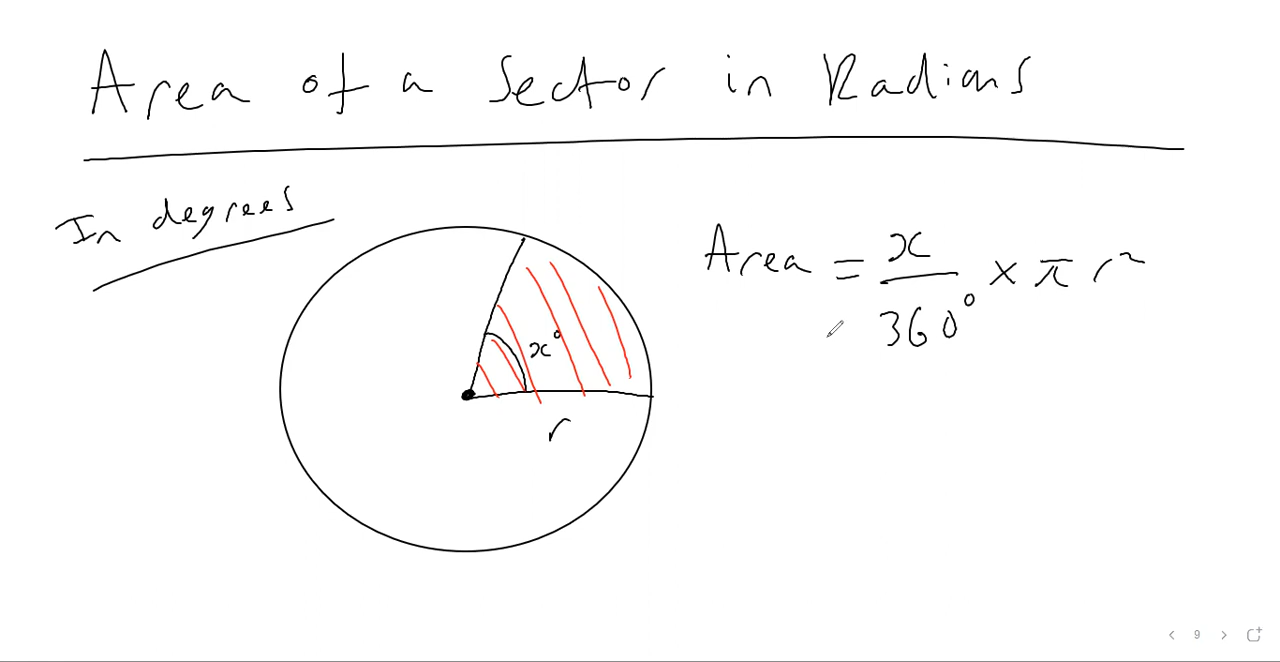 Area of a Sector in Radians
In degrees
Area = x/360° × πr²
x°
r
9